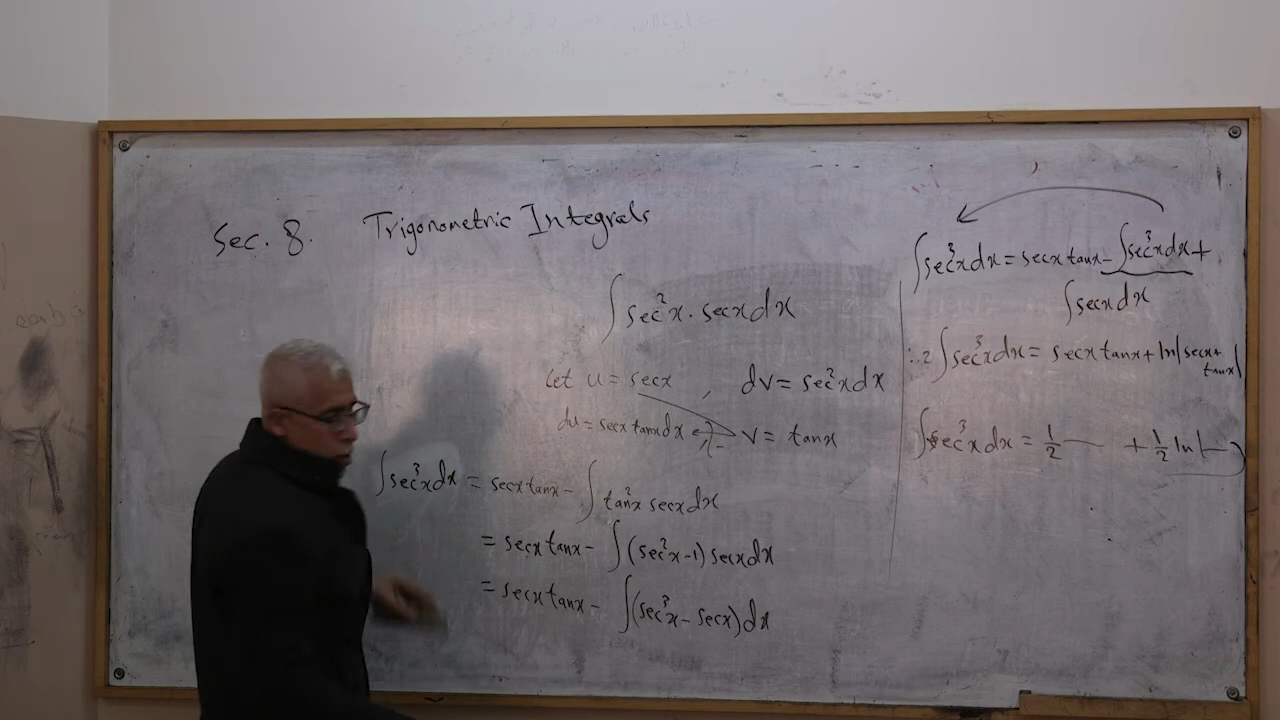 Sec. 8. Trigonometric Integrals
∫ sec²x · secx dx
Let u = secx , dv = sec²x dx
du = secx tanx dx v = tanx
∫ sec³x dx = secx tanx - ∫ tan²x secx dx
= secx tanx - ∫ (sec²x - 1) secx dx
= secx tanx - ∫ (sec³x - secx) dx
∫ sec³x dx = secx tanx - ∫ sec³x dx +
∫ secx dx
∴ 2 ∫ sec³x dx = secx tanx + ln|secx +
tanx|
∫ sec³x dx = 1/2 — + 1/2 ln |—